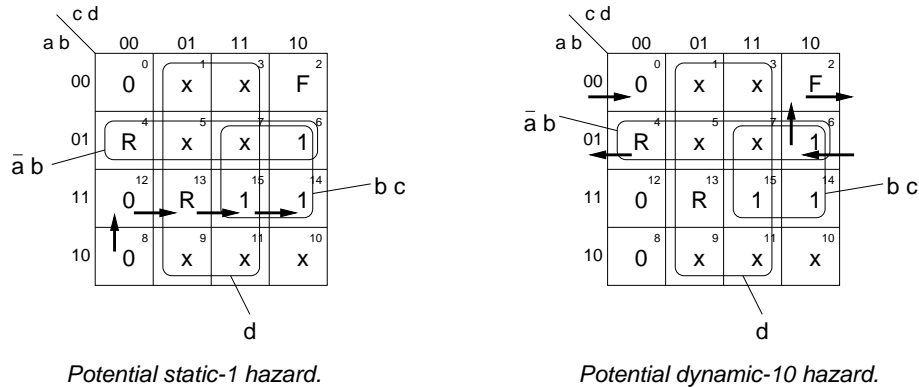 c d
a b 00 01 11 10
00 0 0 x 1 x 3 F 2
01 R 4 x 5 x 7 1 6
ā b
11 0 12 R 13 1 15 1 14
b c
10 0 8 x 9 x 11 x 10
d
Potential static-1 hazard.
c d
a b 00 01 11 10
00 0 0 x 1 x 3 F 2
ā b
01 R 4 x 5 x 7 1 6
11 0 12 R 13 1 15 1 14
b c
10 0 8 x 9 x 11 x 10
d
Potential dynamic-10 hazard.